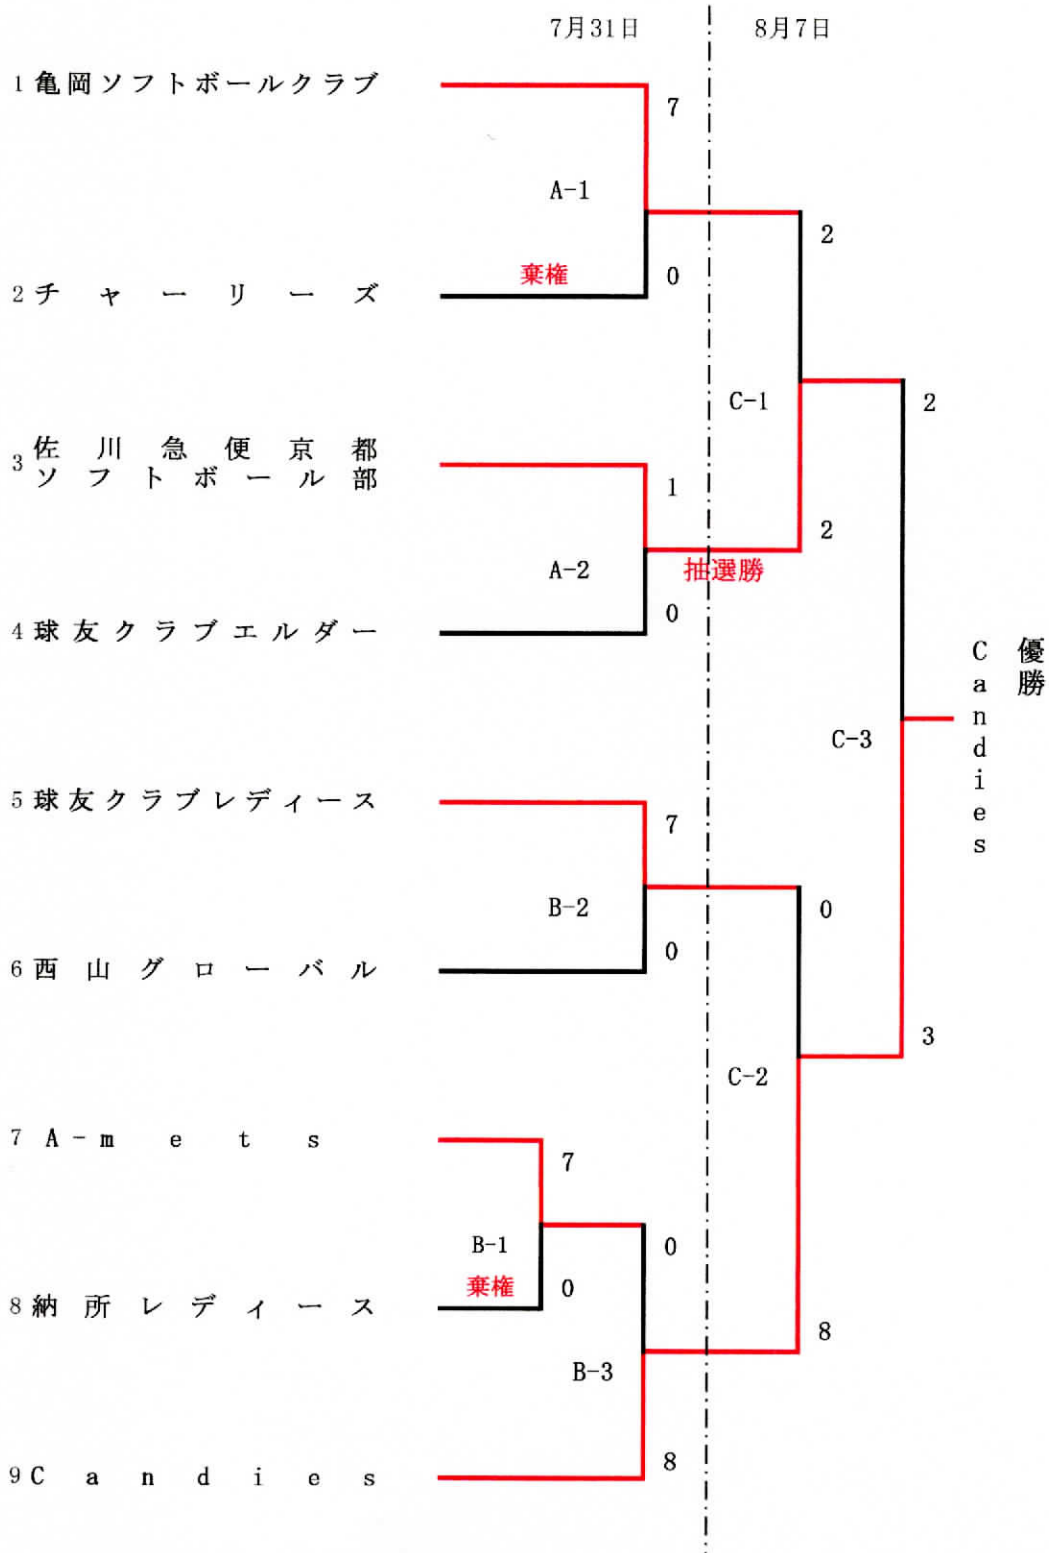 7月31日 8月7日
1 亀岡ソフトボールクラブ
7
A-1
2
棄権 0
2 チャーリーズ
C-1 2
3 佐川急便京都
ソフトボール部
1
2
A-2 抽選勝
0
4 球友クラブエルダー
優勝
Candies
C-3
5 球友クラブレディース
7
B-2 0
0
6 西山グローバル
3
C-2
7 A-mets
7
B-1 0
棄権 0
8 納所レディース
8
B-3
8
9 Candies